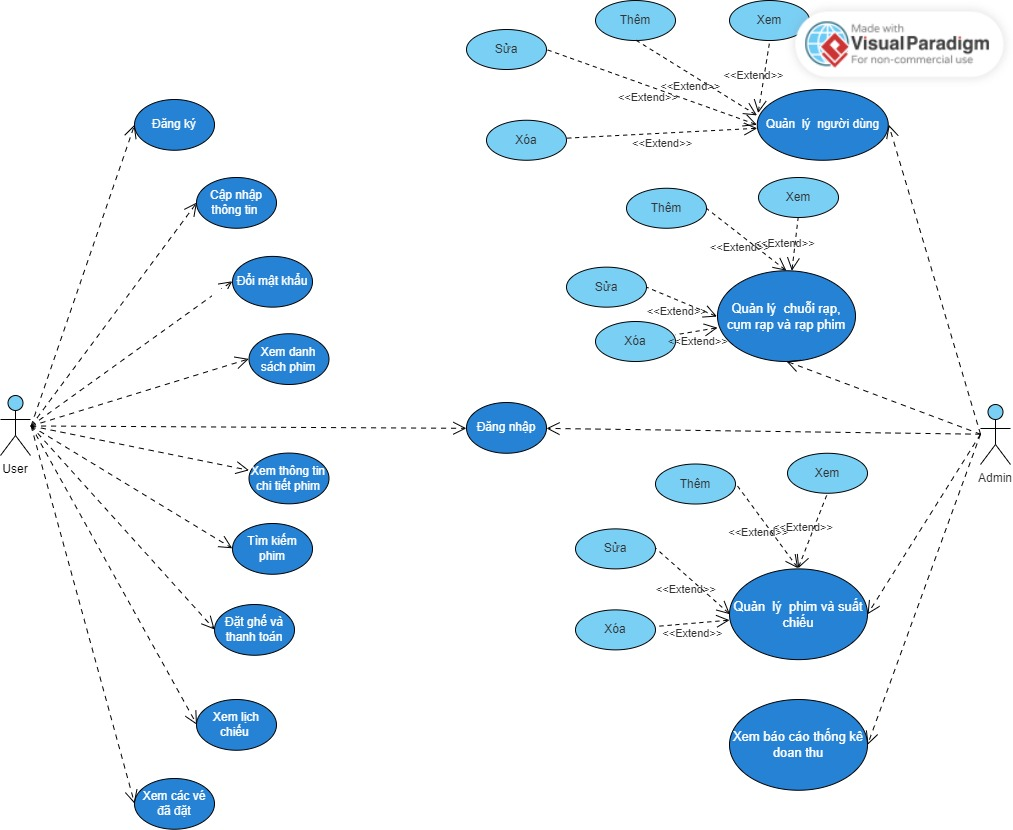 Thêm
Xem
Made with
Visual Paradigm
For non-commercial use
Sửa
<<Extend>>
<<Extend>>
<<Extend>>
Đăng ký
Quản lý người dùng
Xóa
<<Extend>>
Cập nhập
thông tin
Thêm
Xem
<<Extend>>
<<Extend>>
Đổi mật khẩu
Sửa
<<Extend>>
Quản lý chuỗi rạp,
cụm rạp và rạp phim
Xóa
<<Extend>>
Xem danh
sách phim
User
Đăng nhập
Admin
Xem thông tin
chi tiết phim
Thêm
Xem
<<Extend>>
<<Extend>>
Tìm kiếm
phim
Sửa
<<Extend>>
Quản lý phim và suất
chiếu
Đặt ghế và
thanh toán
Xóa
<<Extend>>
Xem lịch
chiếu
Xem báo cáo thống kê
doan thu
Xem các vé
đã đặt